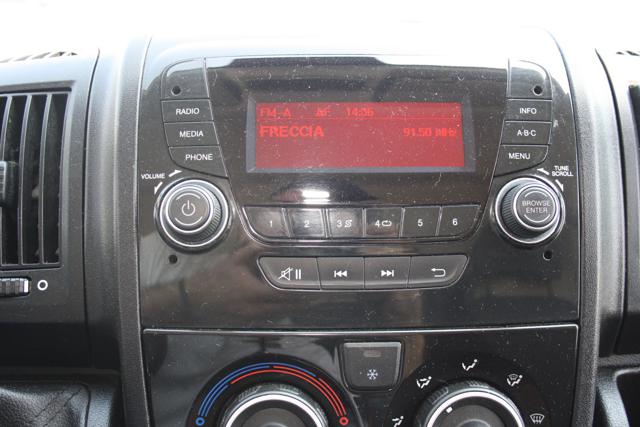 FM-A AF 14:36
FRECCIA 91.50 MHz
RADIO
MEDIA
PHONE
INFO
A·B·C
MENU
VOLUME
TUNE
SCROLL
BROWSE
ENTER
1 2 3 4 5 6